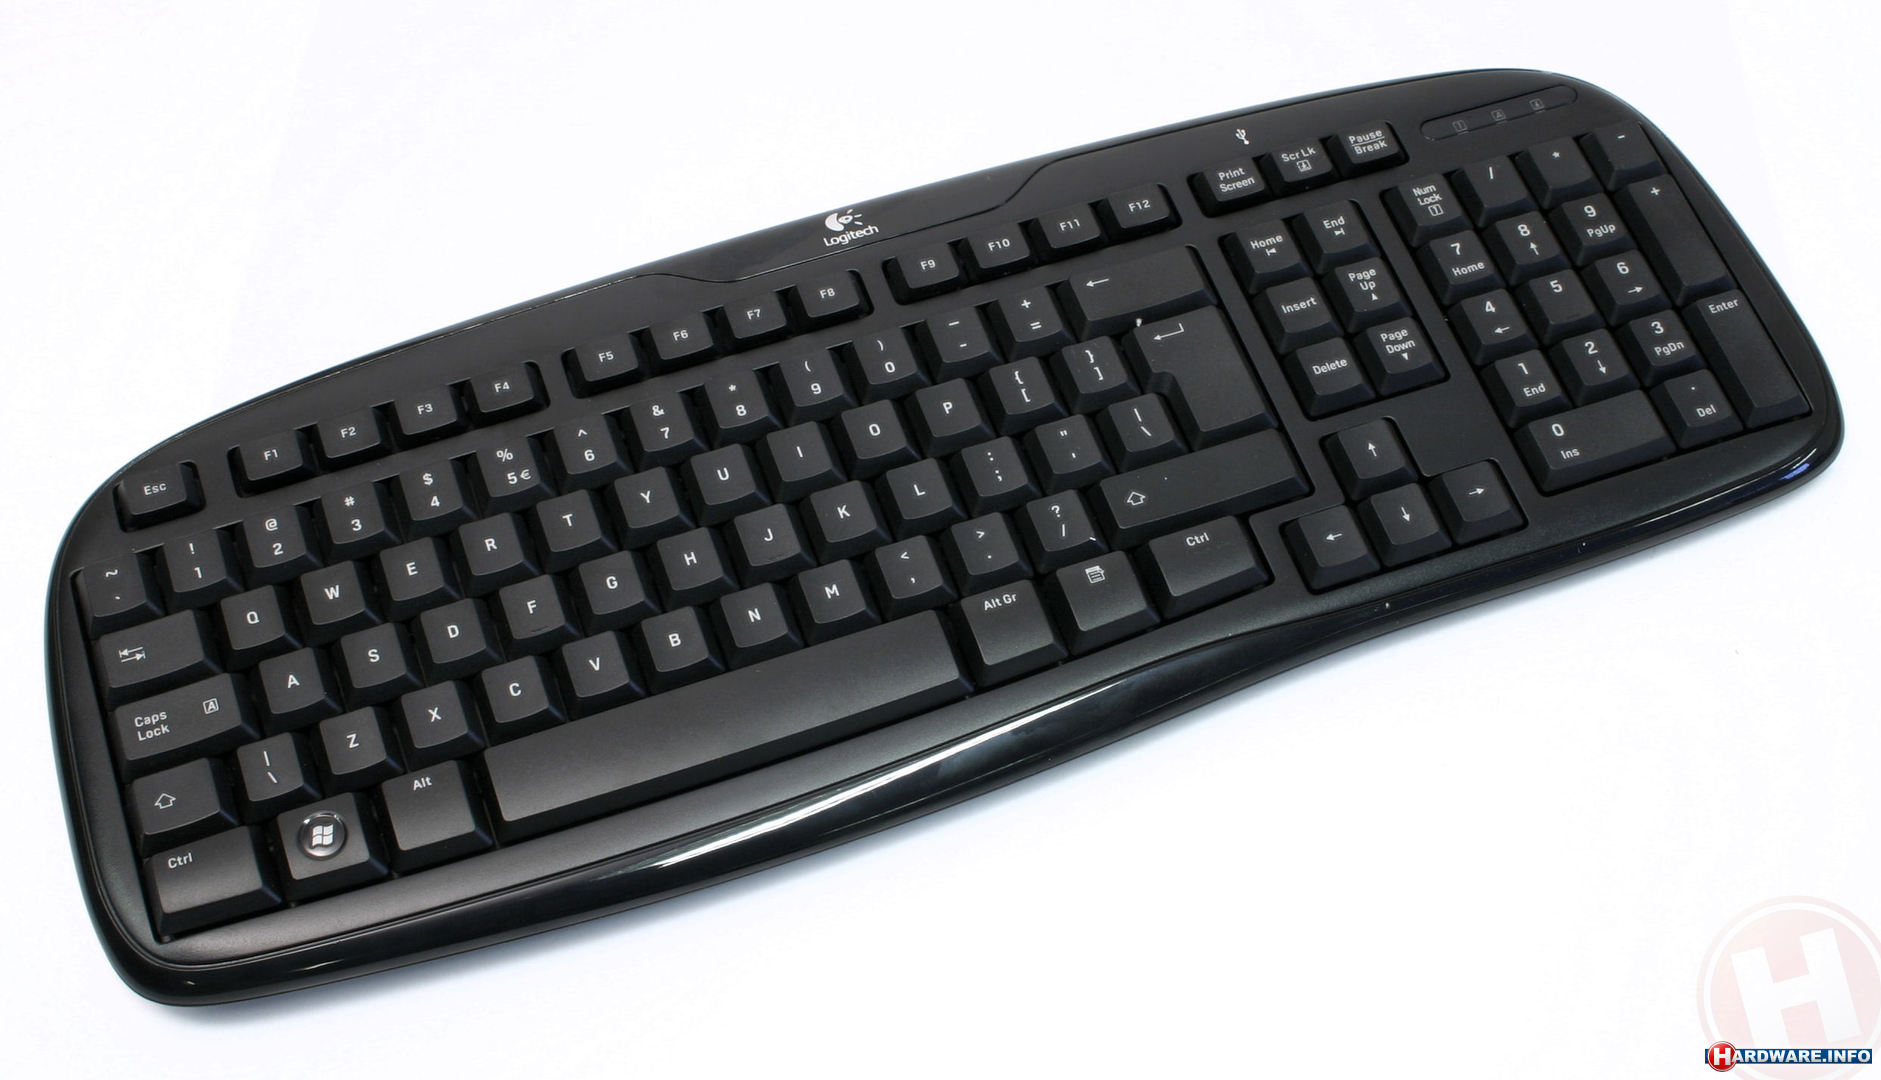 Logitech
Print
Screen
Scr Lk
Pause
Break
Esc
F1
F2
F3
F4
F5
F6
F7
F8
F9
F10
F11
F12
~
`
!
1
@
2
#
3
$
4
%
5€
^
6
&
7
*
8
(
9
)
0
_
-
+
=
←
Home
End
Insert
Page
Up
Delete
Page
Down
Num
Lock
/
*
-
7
Home
8
↑
9
PgUp
+
4
←
5
6
→
1
End
2
↓
3
PgDn
Enter
0
Ins
.
Del
Q
W
E
R
T
Y
U
I
O
P
{
[
}
]
Caps
Lock
A
A
S
D
F
G
H
J
K
L
:
;
"
'
|
\
|
\
Z
X
C
V
B
N
M
<
,
>
.
?
/
Ctrl
Alt
Alt Gr
Ctrl
↑
←
↓
→
H
HARDWARE.INFO